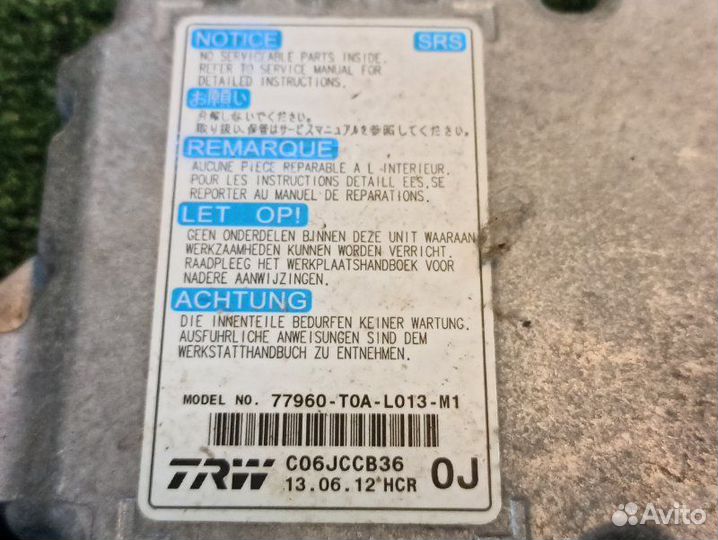 NOTICE SRS
NO SERVICEABLE PARTS INSIDE.
REFER TO SERVICE MANUAL FOR
DETAILED INSTRUCTIONS.
お願い
分解しないでください。
取り扱い、保管はサービスマニュアルを参照してください。
REMARQUE
AUCUNE PIECE REPARABLE A L·INTERIEUR.
POUR LES INSTRUCTIONS DETAILL EES,SE
REPORTER AU MANUEL DE REPARATIONS.
LET OP!
GEEN ONDERDELEN BINNEN DEZE UNIT WAARAAN
WERKZAAMHEDEN KUNNEN WORDEN VERRICHT.
RAADPLEEG HET WERKPLAATSHANDBOEK VOOR
NADERE AANWIJZINGEN.
ACHTUNG
DIE INNENTEILE BEDURFEN KEINER WARTUNG.
AUSFUHRLICHE ANWEISUNGEN SIND DEM
WERKSTATTHANDBUCH ZU ENTNEHMEN.
MODEL NO. 77960-T0A-L013-M1
TRW C06JCCB36 0J
13.06.12*HCR
Avito